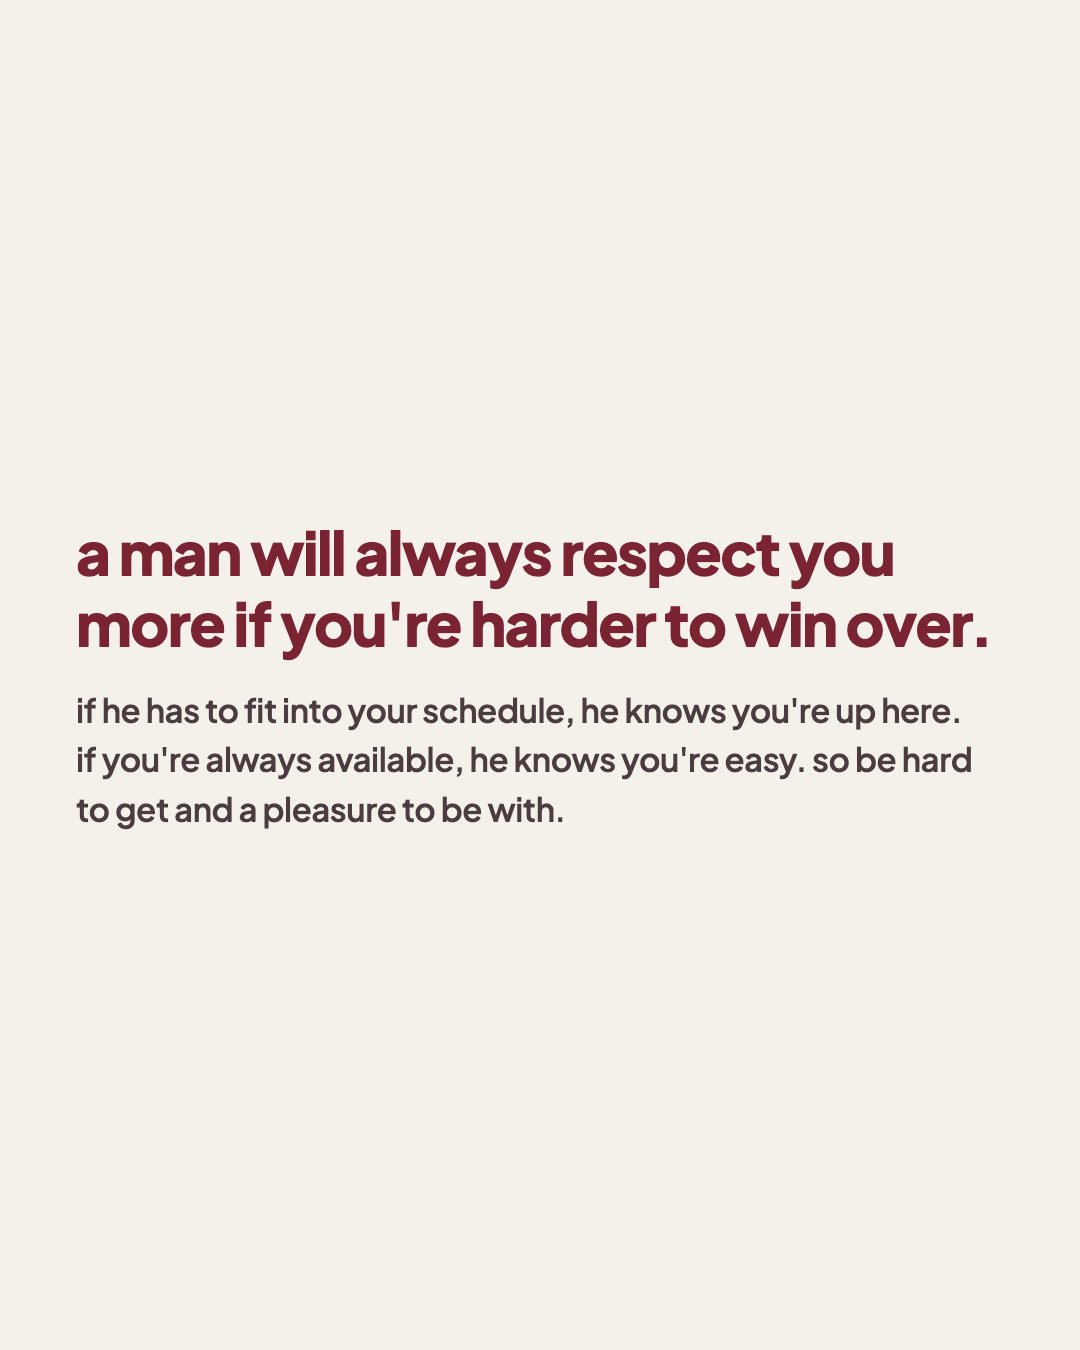 a man will always respect you
more if you're harder to win over.
if he has to fit into your schedule, he knows you're up here.
if you're always available, he knows you're easy. so be hard
to get and a pleasure to be with.